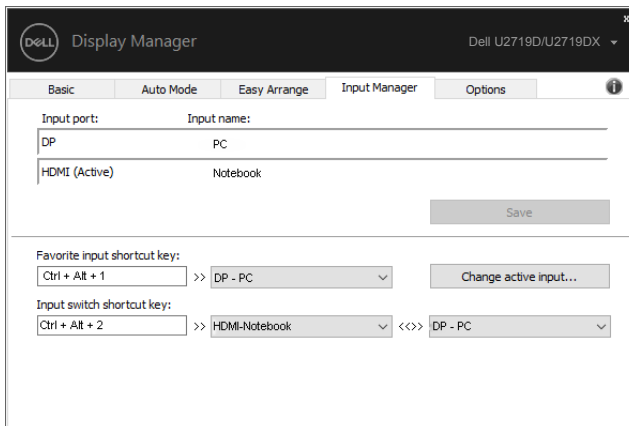 x
DELL Display Manager Dell U2719D/U2719DX
Basic Auto Mode Easy Arrange Input Manager Options i
Input port: Input name:
DP PC
HDMI (Active) Notebook
Save
Favorite input shortcut key:
Ctrl + Alt + 1 >> DP - PC Change active input...
Input switch shortcut key:
Ctrl + Alt + 2 >> HDMI-Notebook <<>> DP - PC